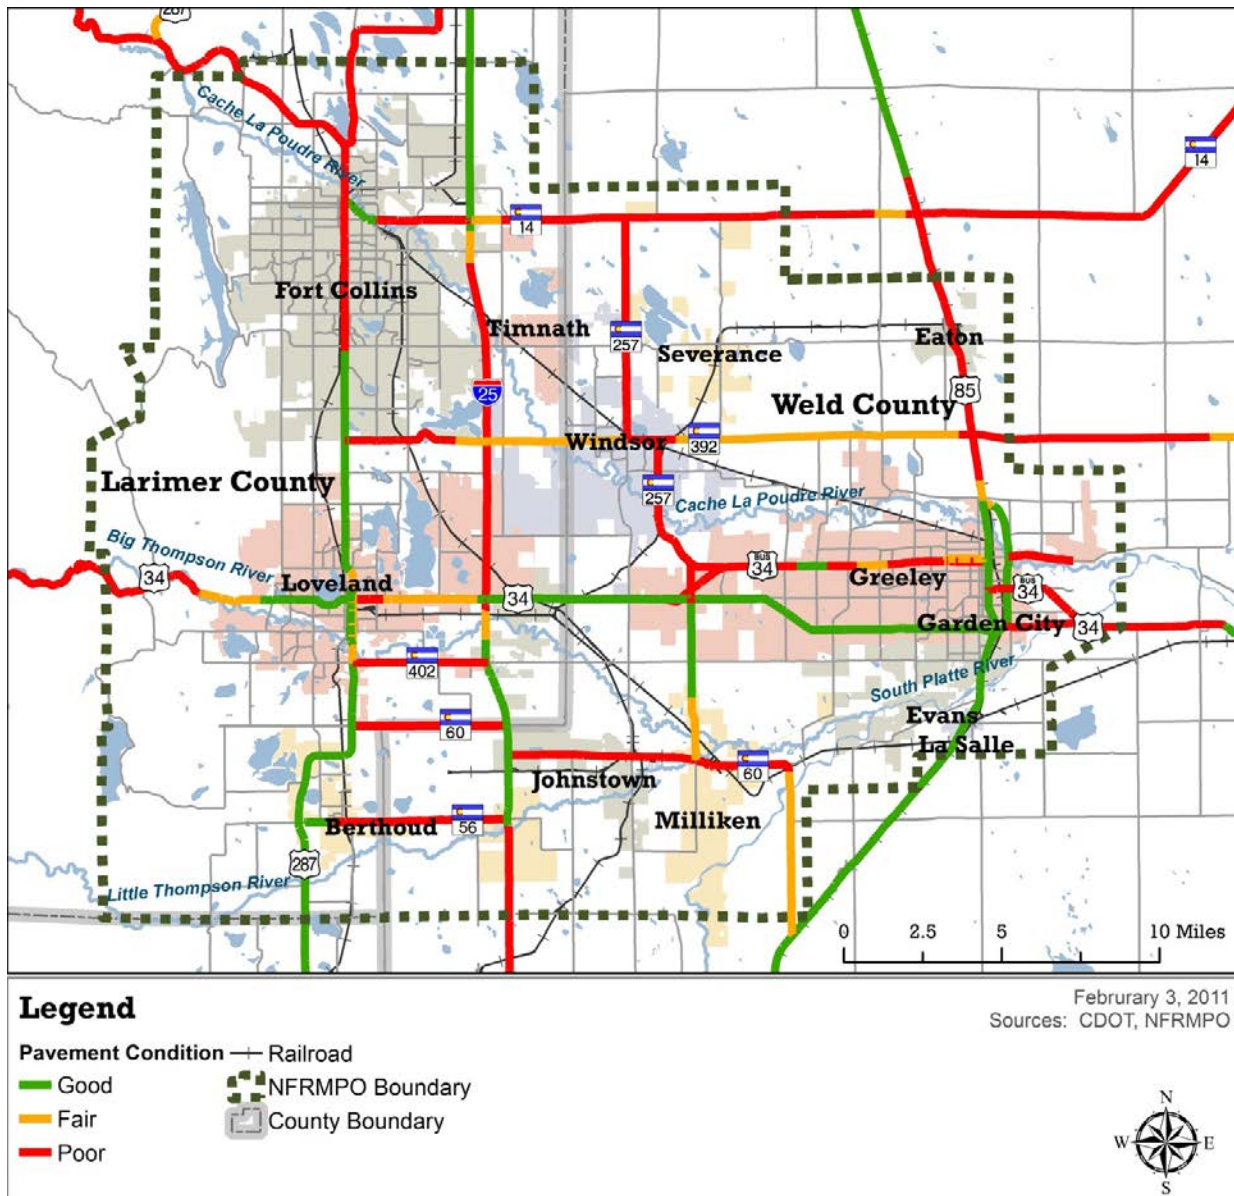 287
Cache La Poudre River
14
14
Fort Collins
Timnath
257
Severance
Eaton
25
85
Weld County
Windsor
392
Larimer County
257
Cache La Poudre River
Big Thompson River
34
Loveland
34
BUS
34
Greeley
BUS
34
Garden City
34
402
South Platte River
60
Evans
La Salle
Johnstown
60
Berthoud
56
Milliken
287
Little Thompson River
0 2.5 5 10 Miles
Legend
Februrary 3, 2011
Sources: CDOT, NFRMPO
Pavement Condition
Good
Fair
Poor
Railroad
NFRMPO Boundary
County Boundary
N
W E
S